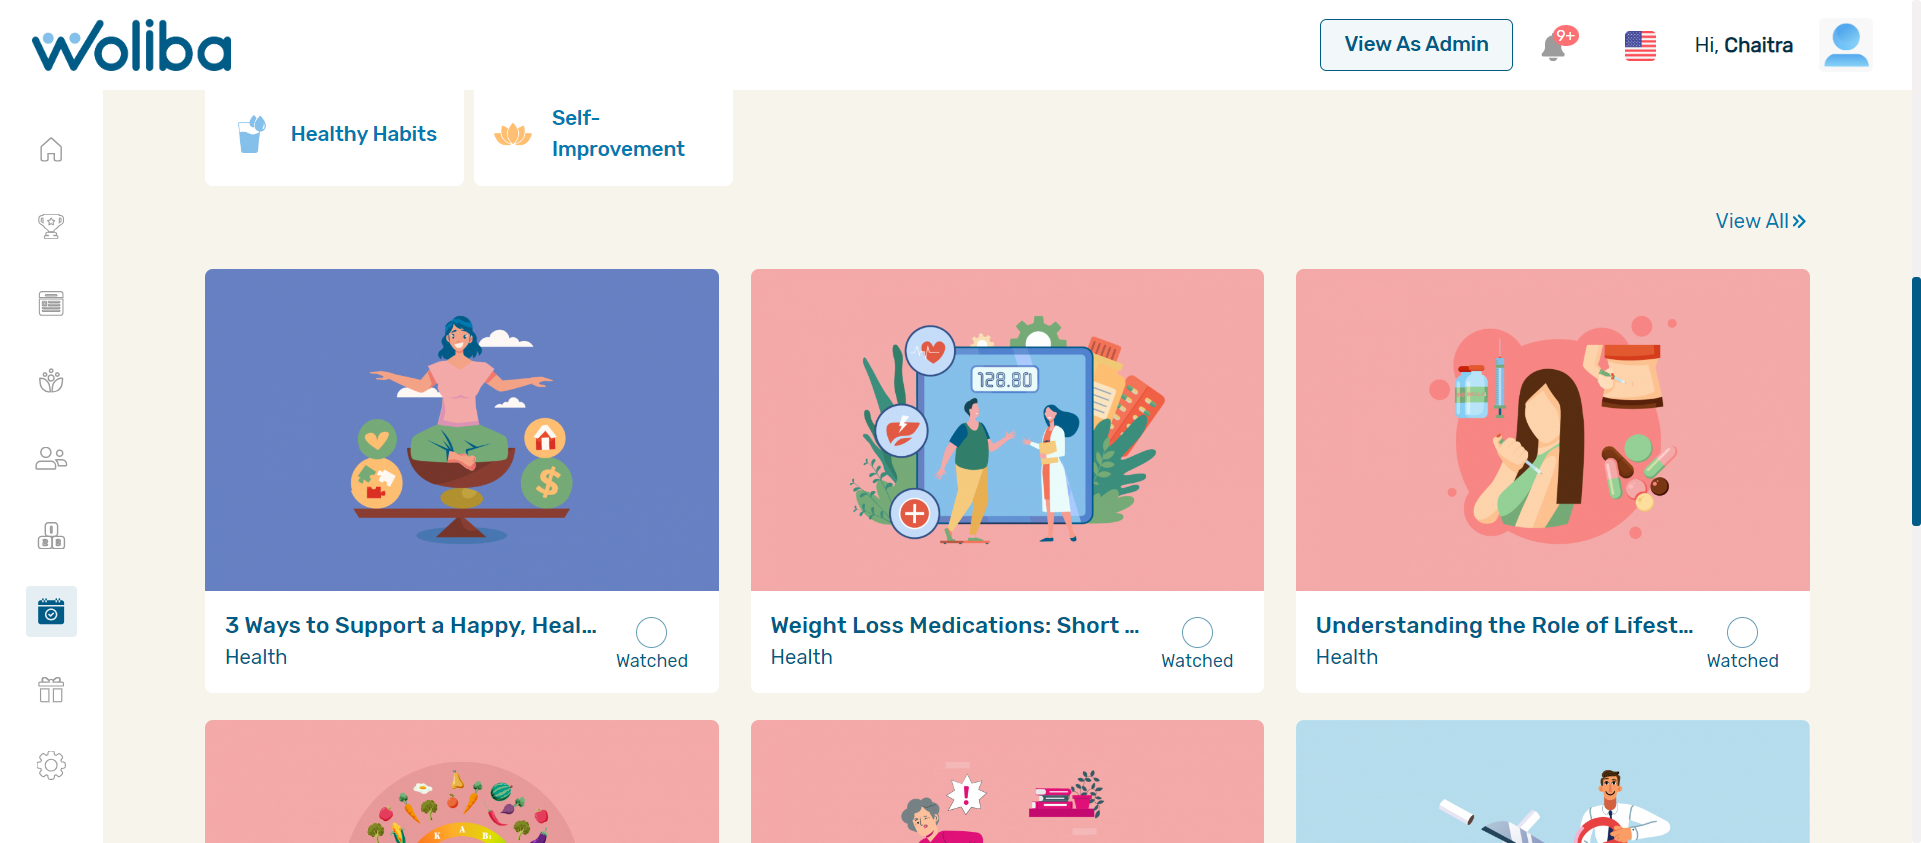 Woliba
View As Admin
9+
Hi, Chaitra
Healthy Habits
Self-
Improvement
View All
128.80
3 Ways to Support a Happy, Heal...
Health
Watched
Weight Loss Medications: Short ...
Health
Watched
Understanding the Role of Lifest...
Health
Watched
K A B₁